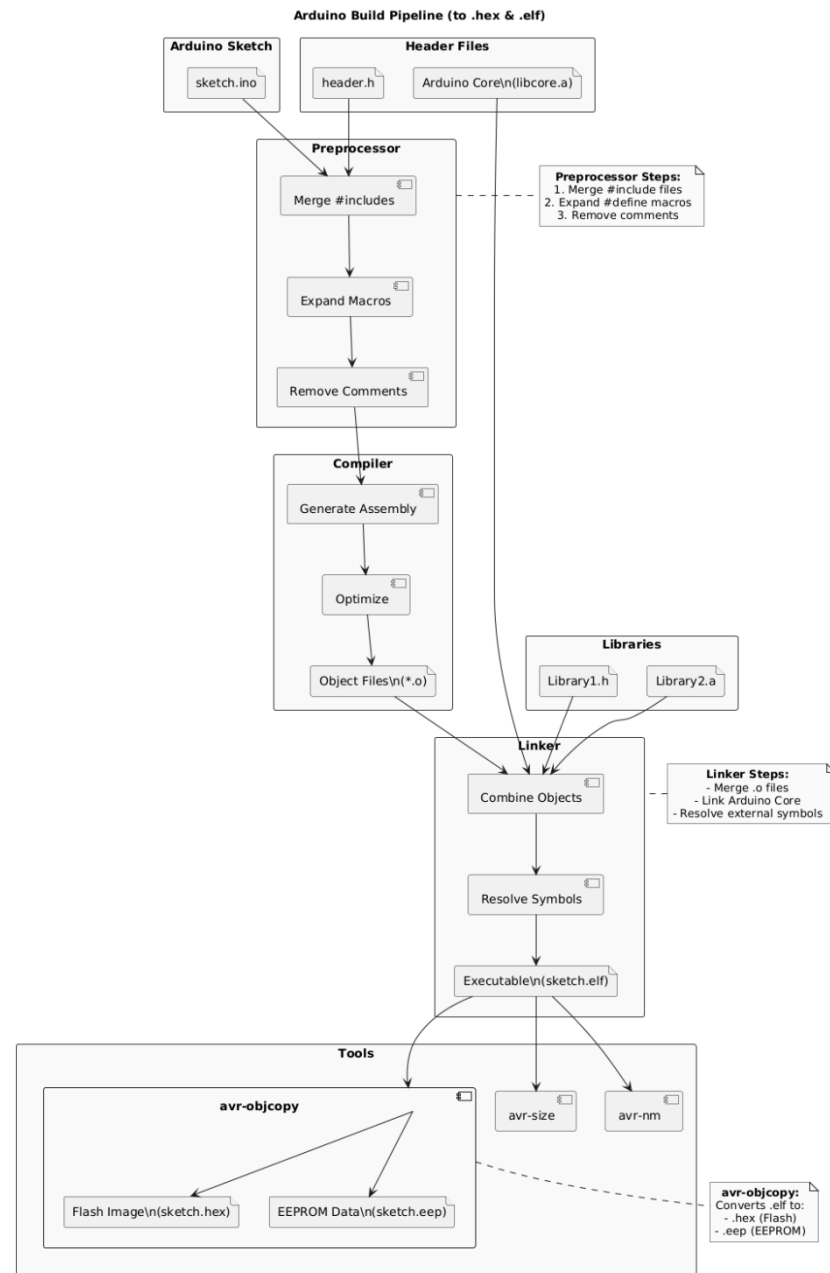 Arduino Build Pipeline (to .hex & .elf)
Arduino Sketch
Header Files
sketch.ino
header.h
Arduino Core\n(libcore.a)
Preprocessor
Merge #includes
Preprocessor Steps:
1. Merge #include files
2. Expand #define macros
3. Remove comments
Expand Macros
Remove Comments
Compiler
Generate Assembly
Optimize
Object Files\n(*.o)
Libraries
Library1.h
Library2.a
Linker
Combine Objects
Linker Steps:
- Merge .o files
- Link Arduino Core
- Resolve external symbols
Resolve Symbols
Executable\n(sketch.elf)
Tools
avr-objcopy
avr-size
avr-nm
Flash Image\n(sketch.hex)
EEPROM Data\n(sketch.eep)
avr-objcopy:
Converts .elf to:
- .hex (Flash)
- .eep (EEPROM)